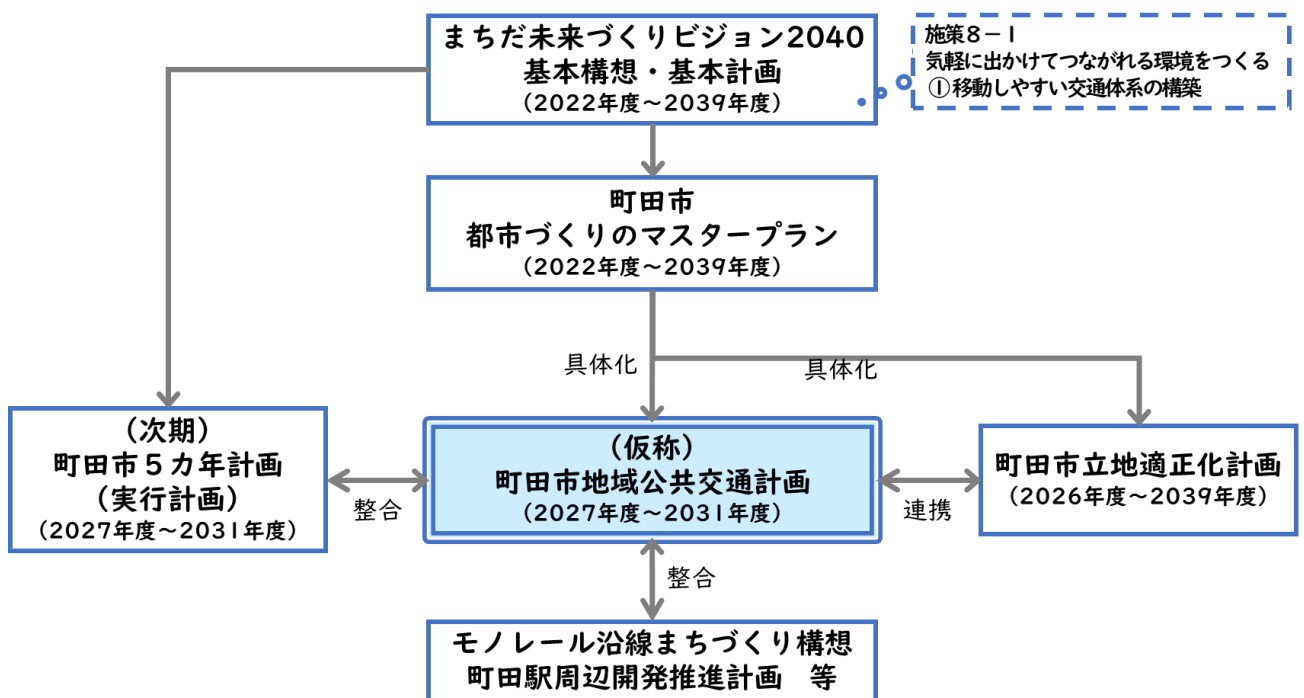 まちだ未来づくりビジョン2040
基本構想・基本計画
（2022年度～2039年度）
施策８－１
気軽に出かけてつながれる環境をつくる
①移動しやすい交通体系の構築
町田市
都市づくりのマスタープラン
（2022年度～2039年度）
具体化
具体化
（次期）
町田市５カ年計画
（実行計画）
（2027年度～2031年度）
整合
（仮称）
町田市地域公共交通計画
（2027年度～2031年度）
連携
町田市立地適正化計画
（2026年度～2039年度）
整合
モノレール沿線まちづくり構想
町田駅周辺開発推進計画　等